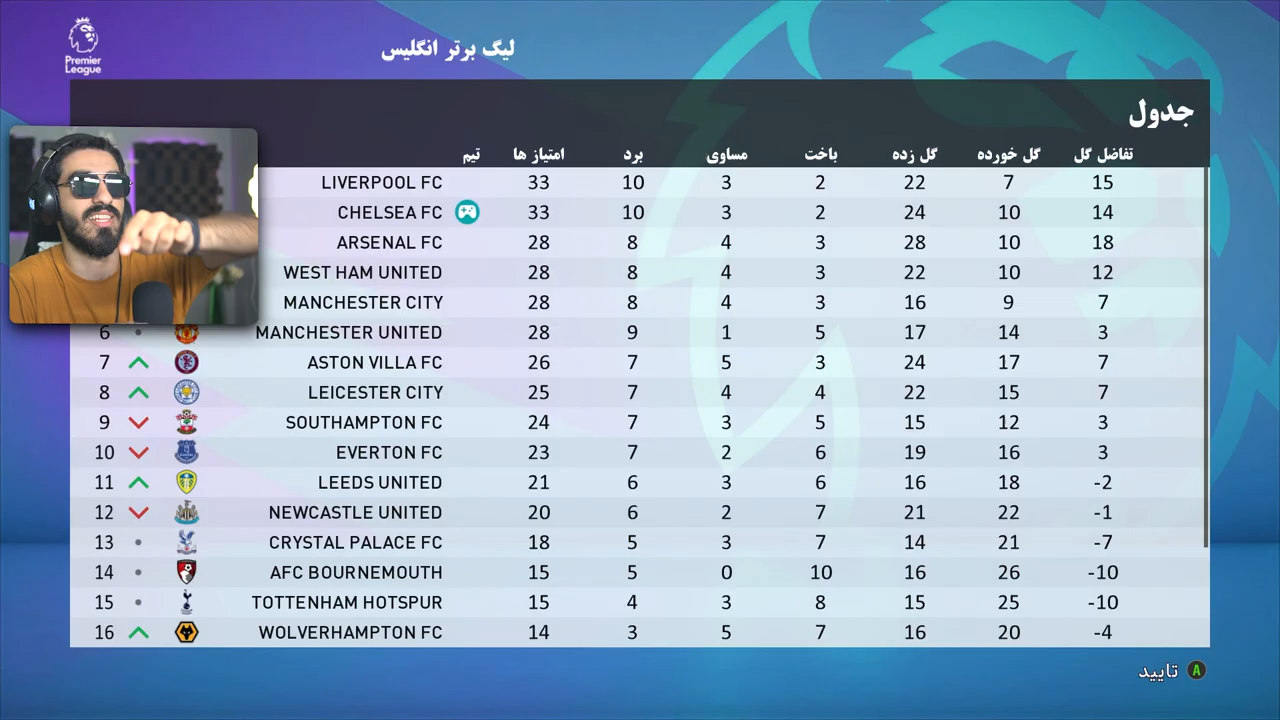 Premier League
لیگ برتر انگلیس
جدول
تیم امتیاز ها برد مساوی باخت گل زده گل خورده تفاضل گل
LIVERPOOL FC 33 10 3 2 22 7 15
CHELSEA FC 33 10 3 2 24 10 14
ARSENAL FC 28 8 4 3 28 10 18
WEST HAM UNITED 28 8 4 3 22 10 12
MANCHESTER CITY 28 8 4 3 16 9 7
6 MANCHESTER UNITED 28 9 1 5 17 14 3
7 ASTON VILLA FC 26 7 5 3 24 17 7
8 LEICESTER CITY 25 7 4 4 22 15 7
9 SOUTHAMPTON FC 24 7 3 5 15 12 3
10 EVERTON FC 23 7 2 6 19 16 3
11 LEEDS UNITED 21 6 3 6 16 18 -2
12 NEWCASTLE UNITED 20 6 2 7 21 22 -1
13 CRYSTAL PALACE FC 18 5 3 7 14 21 -7
14 AFC BOURNEMOUTH 15 5 0 10 16 26 -10
15 TOTTENHAM HOTSPUR 15 4 3 8 15 25 -10
16 WOLVERHAMPTON FC 14 3 5 7 16 20 -4
تایید A